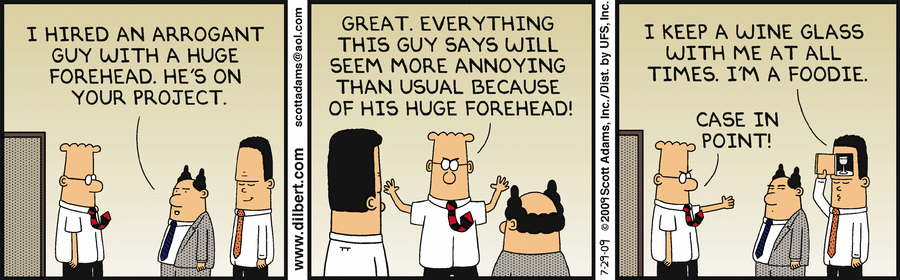 I HIRED AN ARROGANT
GUY WITH A HUGE
FOREHEAD. HE'S ON
YOUR PROJECT.
www.dilbert.com
scottadams@aol.com
GREAT. EVERYTHING
THIS GUY SAYS WILL
SEEM MORE ANNOYING
THAN USUAL BECAUSE
OF HIS HUGE FOREHEAD!
7-29-09 ©2009 Scott Adams, Inc./Dist. by UFS, Inc.
I KEEP A WINE GLASS
WITH ME AT ALL
TIMES. I'M A FOODIE.
CASE IN
POINT!